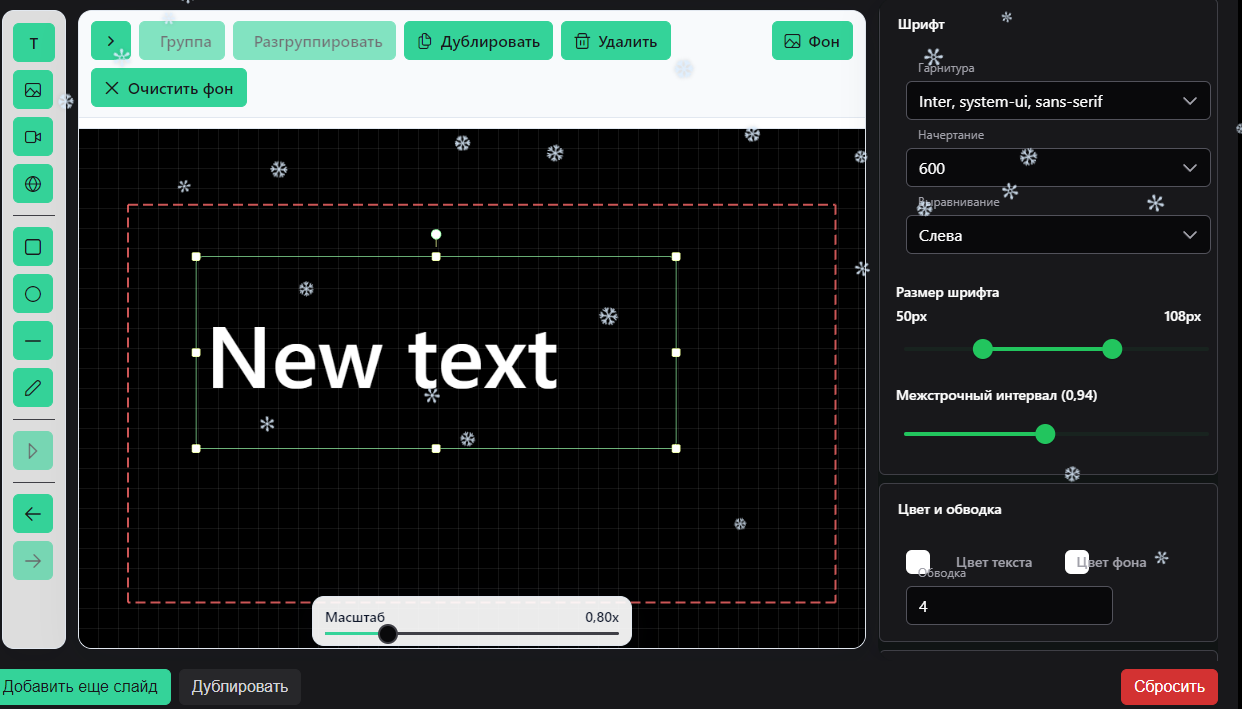 T
Группа
Разгруппировать
Дублировать
Удалить
Фон
Очистить фон
New text
Масштаб
0,80x
Шрифт
Гарнитура
Inter, system-ui, sans-serif
Начертание
600
Выравнивание
Слева
Размер шрифта
50px
108px
Межстрочный интервал (0,94)
Цвет и обводка
Цвет текста
Цвет фона
Обводка
4
Добавить еще слайд
Дублировать
Сбросить